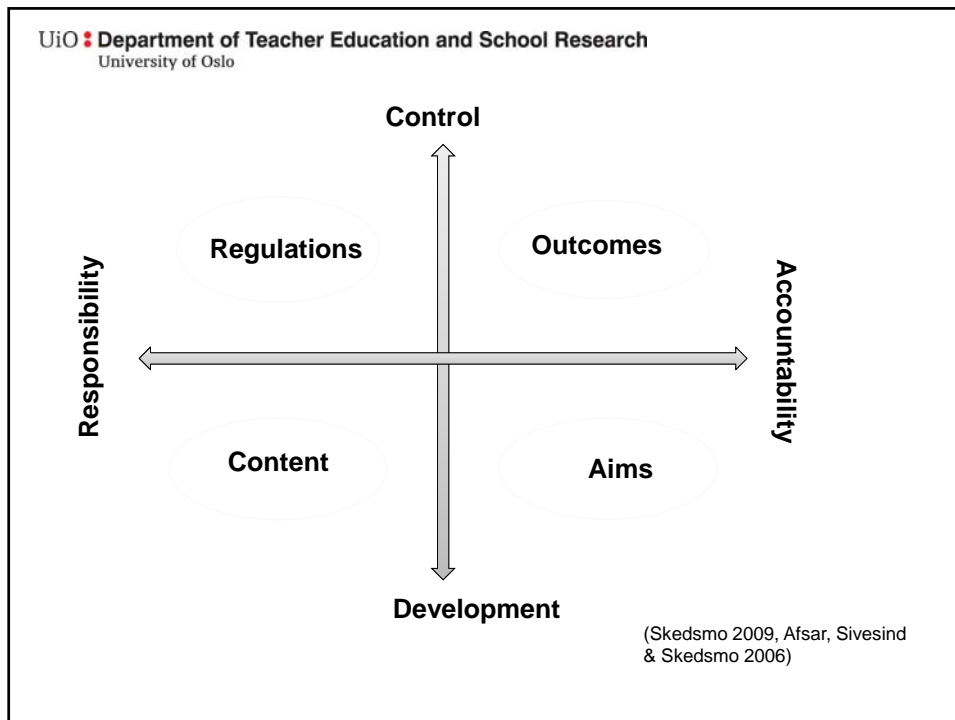 UiO : Department of Teacher Education and School Research
University of Oslo
Control
Regulations
Outcomes
Responsibility
Accountability
Content
Aims
Development
(Skedsmo 2009, Afsar, Sivesind
& Skedsmo 2006)